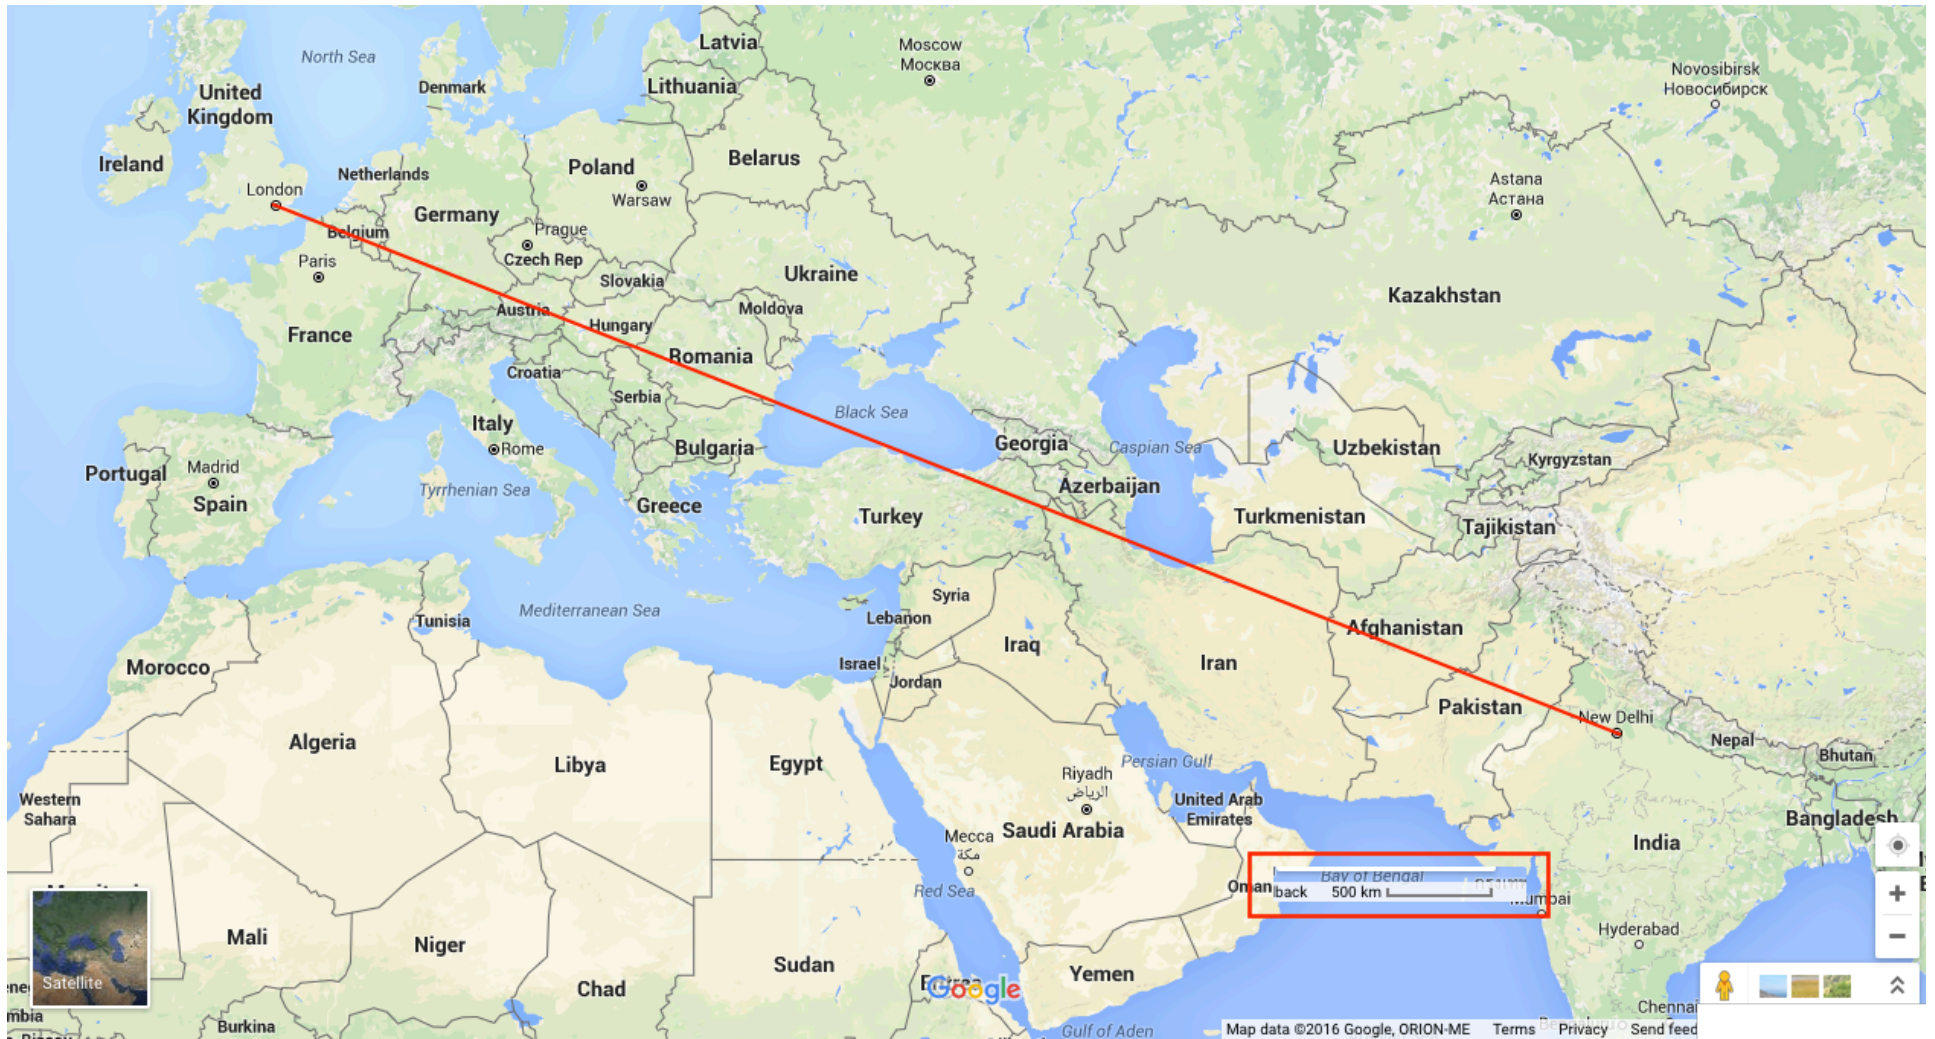 North Sea
Latvia
Moscow
Москва
Denmark
Lithuania
Novosibirsk
Новосибирск
United
Kingdom
Ireland
Netherlands
Poland
Belarus
London
Warsaw
Astana
Астана
Belgium
Germany
Prague
Czech Rep
Paris
Slovakia
Ukraine
Kazakhstan
Austria
Hungary
Moldova
France
Romania
Croatia
Serbia
Black Sea
Italy
Rome
Bulgaria
Georgia
Caspian Sea
Uzbekistan
Kyrgyzstan
Portugal
Madrid
Spain
Tyrrhenian Sea
Greece
Azerbaijan
Turkey
Turkmenistan
Tajikistan
Syria
Mediterranean Sea
Tunisia
Lebanon
Afghanistan
Morocco
Israel
Iraq
Iran
Jordan
Pakistan
New Delhi
Algeria
Libya
Egypt
Persian Gulf
Nepal
Bhutan
Riyadh
الرياض
Western
Sahara
United Arab
Emirates
Mecca
مكة
Saudi Arabia
Bangladesh
India
Red Sea
Oman
Bay of Bengal
back 500 km
Mumbai
Mali
Niger
Hyderabad
Satellite
Chad
Sudan
Yemen
Eritrea
Google
Burkina
Gulf of Aden
Chennai
Map data ©2016 Google, ORION-ME Terms Privacy Send feed